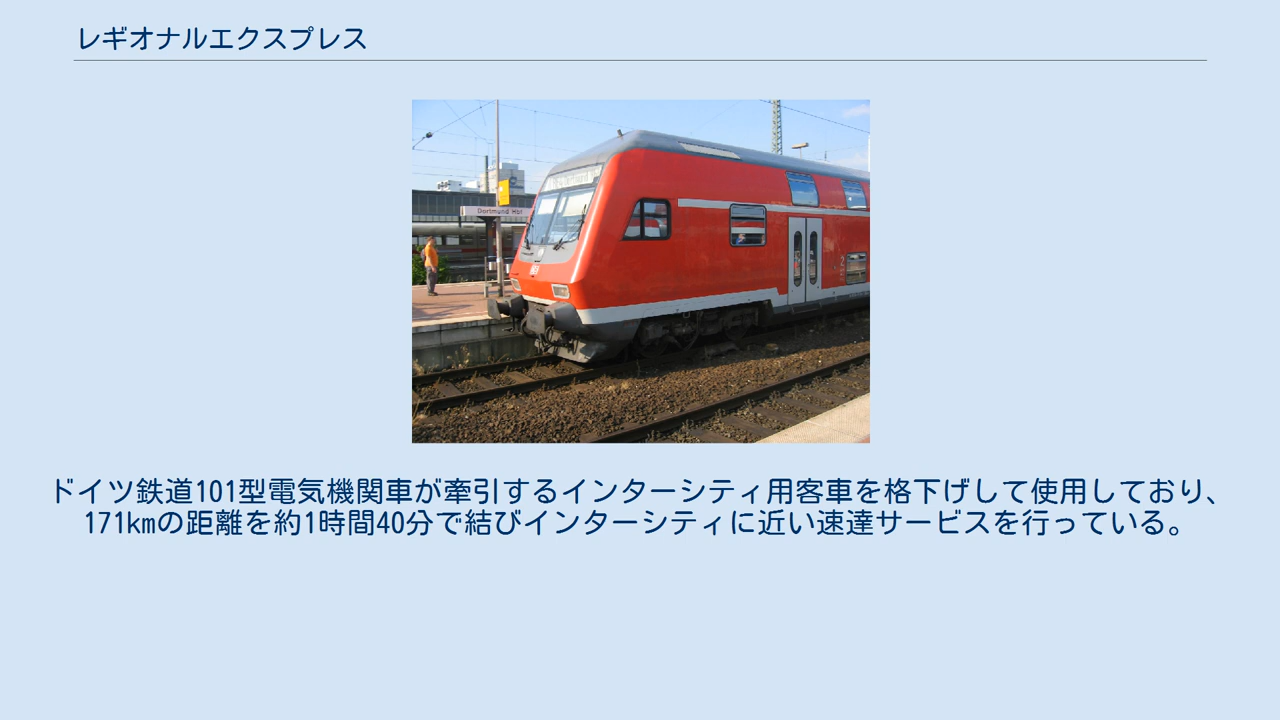 レギオナルエクスプレス
Dortmund Hbf
2
ドイツ鉄道101型電気機関車が牽引するインターシティ用客車を格下げして使用しており、
171kmの距離を約1時間40分で結びインターシティに近い速達サービスを行っている。